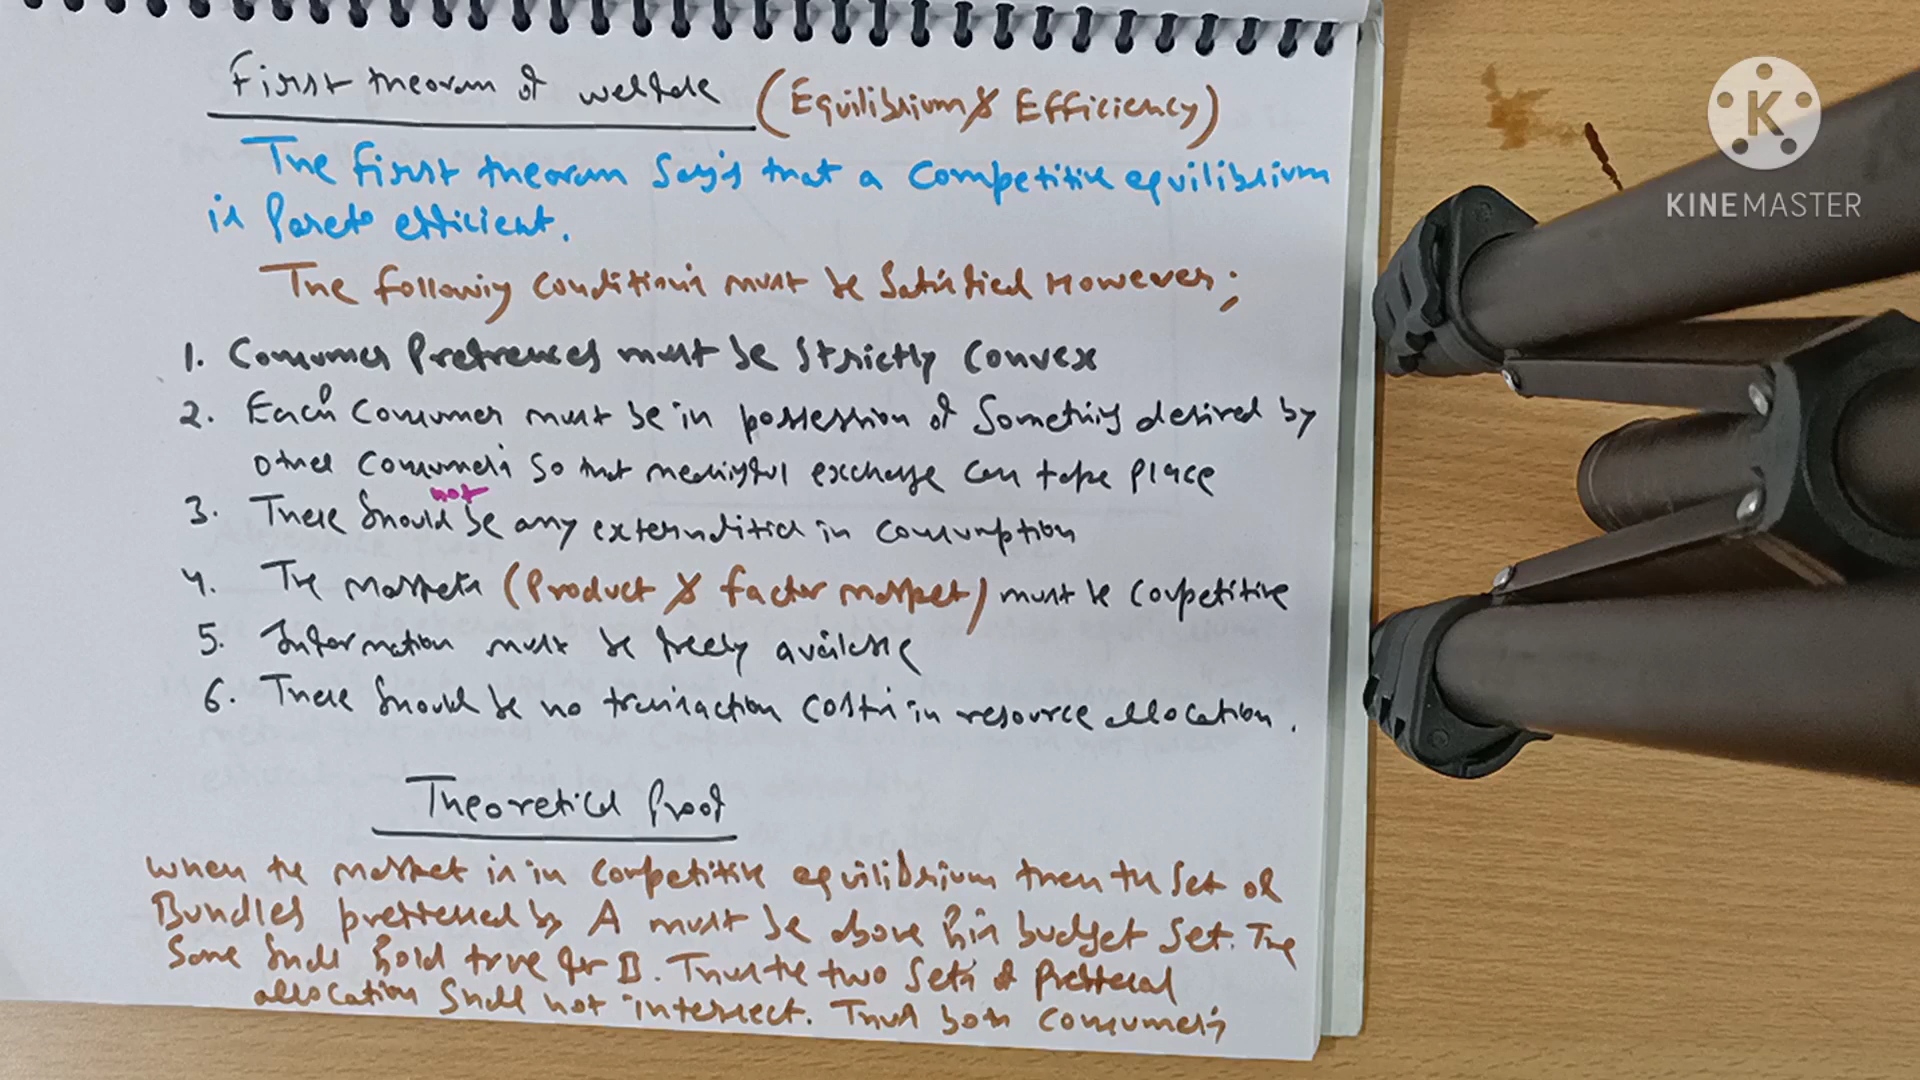 First theorem of welfare (Equilibrium & Efficiency)
The First theorem says that a Competitive equilibrium
is Pareto efficient.
The following conditions must be Satisfied However;
1. Consumer Prefrences must be Strictly Convex
2. Each Consumer must be in possession of Something desired by
other Consumers so that meaningful exchange can take place
not
3. There Should be any externalities in Consumption
4. The Markets (Product & factor market) must be Competitive
5. Information must be freely available
6. There Should be no transaction costs in resource allocation.
Theoretical Proof
When the market is in Competitive equilibrium then the Set of
Bundles preffered by A must be above his budget set. The
Same Shall hold true for B. Thus the two Sets of Preffered
allocation Shall not intersect. Thus both Consumers
K
KINEMASTER